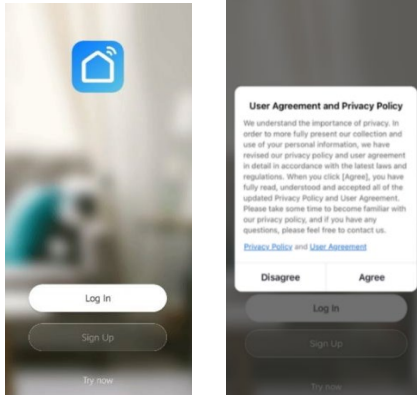 Log In
Sign Up
Try now
User Agreement and Privacy Policy
We understand the importance of privacy. In
order to more fully present our collection and
use of your personal information, we have
revised our privacy policy and user agreement
in detail in accordance with the latest laws and
regulations. When you click [Agree], you have
fully read, understood and accepted all of the
updated Privacy Policy and User Agreement.
Please take some time to become familiar with
our privacy policy, and if you have any
questions, please feel free to contact us.
Privacy Policy and User Agreement
Disagree Agree
Log In
Sign Up
Try now